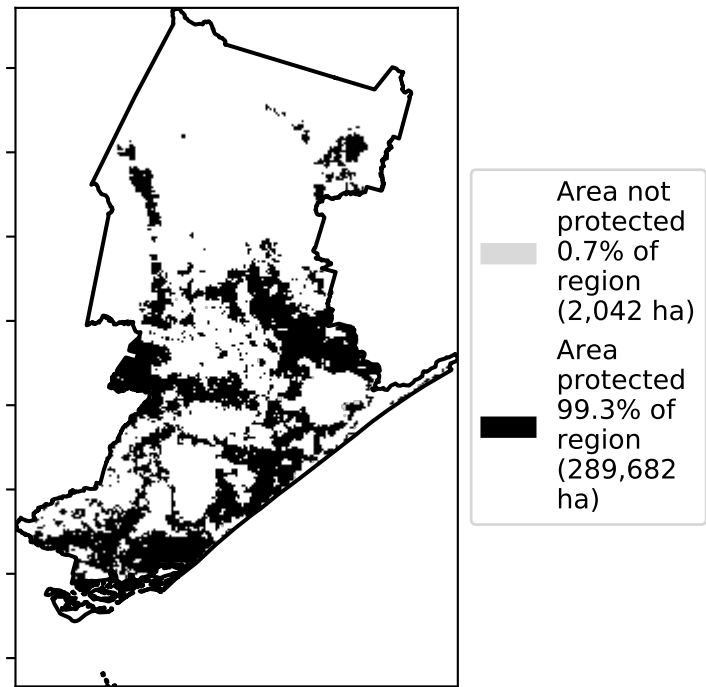 Area not
protected
0.7% of
region
(2,042 ha)
Area
protected
99.3% of
region
(289,682
ha)